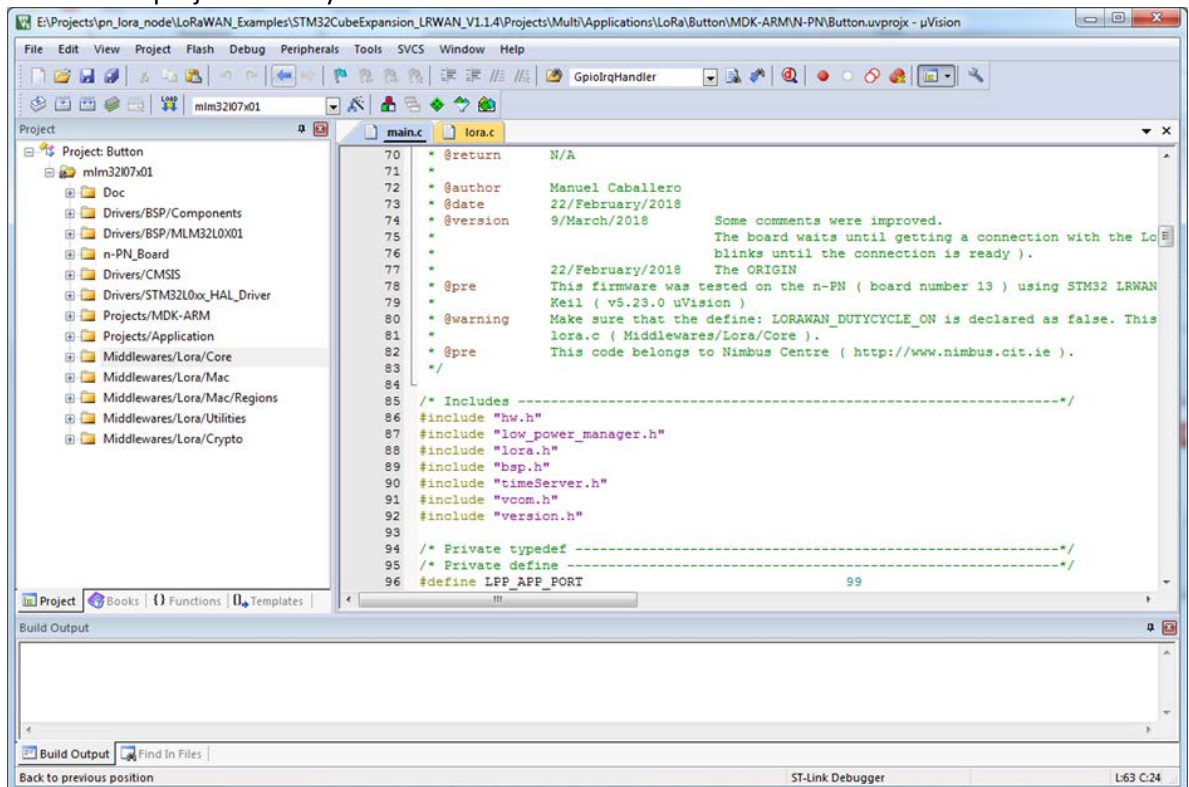 E:\Projects\pn_lora_node\LoRaWAN_Examples\STM32CubeExpansion_LRWAN_V1.1.4\Projects\Multi\Applications\LoRa\Button\MDK-ARM\N-PN\Button.uvprojx - µVision
File Edit View Project Flash Debug Peripherals Tools SVCS Window Help
GpioIrqHandler
LOAD mlm32l07x01
Project
main.c lora.c
Project: Button
mlm32l07x01
Doc
Drivers/BSP/Components
Drivers/BSP/MLM32L0X01
n-PN_Board
Drivers/CMSIS
Drivers/STM32L0xx_HAL_Driver
Projects/MDK-ARM
Projects/Application
Middlewares/Lora/Core
Middlewares/Lora/Mac
Middlewares/Lora/Mac/Regions
Middlewares/Lora/Utilities
Middlewares/Lora/Crypto
70 * @return N/A
71 *
72 * @author Manuel Caballero
73 * @date 22/February/2018
74 * @version 9/March/2018 Some comments were improved.
75 * The board waits until getting a connection with the Lo
76 * blinks until the connection is ready ).
77 * 22/February/2018 The ORIGIN
78 * @pre This firmware was tested on the n-PN ( board number 13 ) using STM32 LRWAN
79 * Keil ( v5.23.0 uVision )
80 * @warning Make sure that the define: LORAWAN_DUTYCYCLE_ON is declared as false. This
81 * lora.c ( Middlewares/Lora/Core ).
82 * @pre This code belongs to Nimbus Centre ( http://www.nimbus.cit.ie ).
83 */
84
85 /* Includes ------------------------------------------------------------------*/
86 #include "hw.h"
87 #include "low_power_manager.h"
88 #include "lora.h"
89 #include "bsp.h"
90 #include "timeServer.h"
91 #include "vcom.h"
92 #include "version.h"
93
94 /* Private typedef -----------------------------------------------------------*/
95 /* Private define ------------------------------------------------------------*/
96 #define LPP_APP_PORT 99
Project Books {} Functions Templates
Build Output
Build Output Find In Files
Back to previous position ST-Link Debugger L:63 C:24